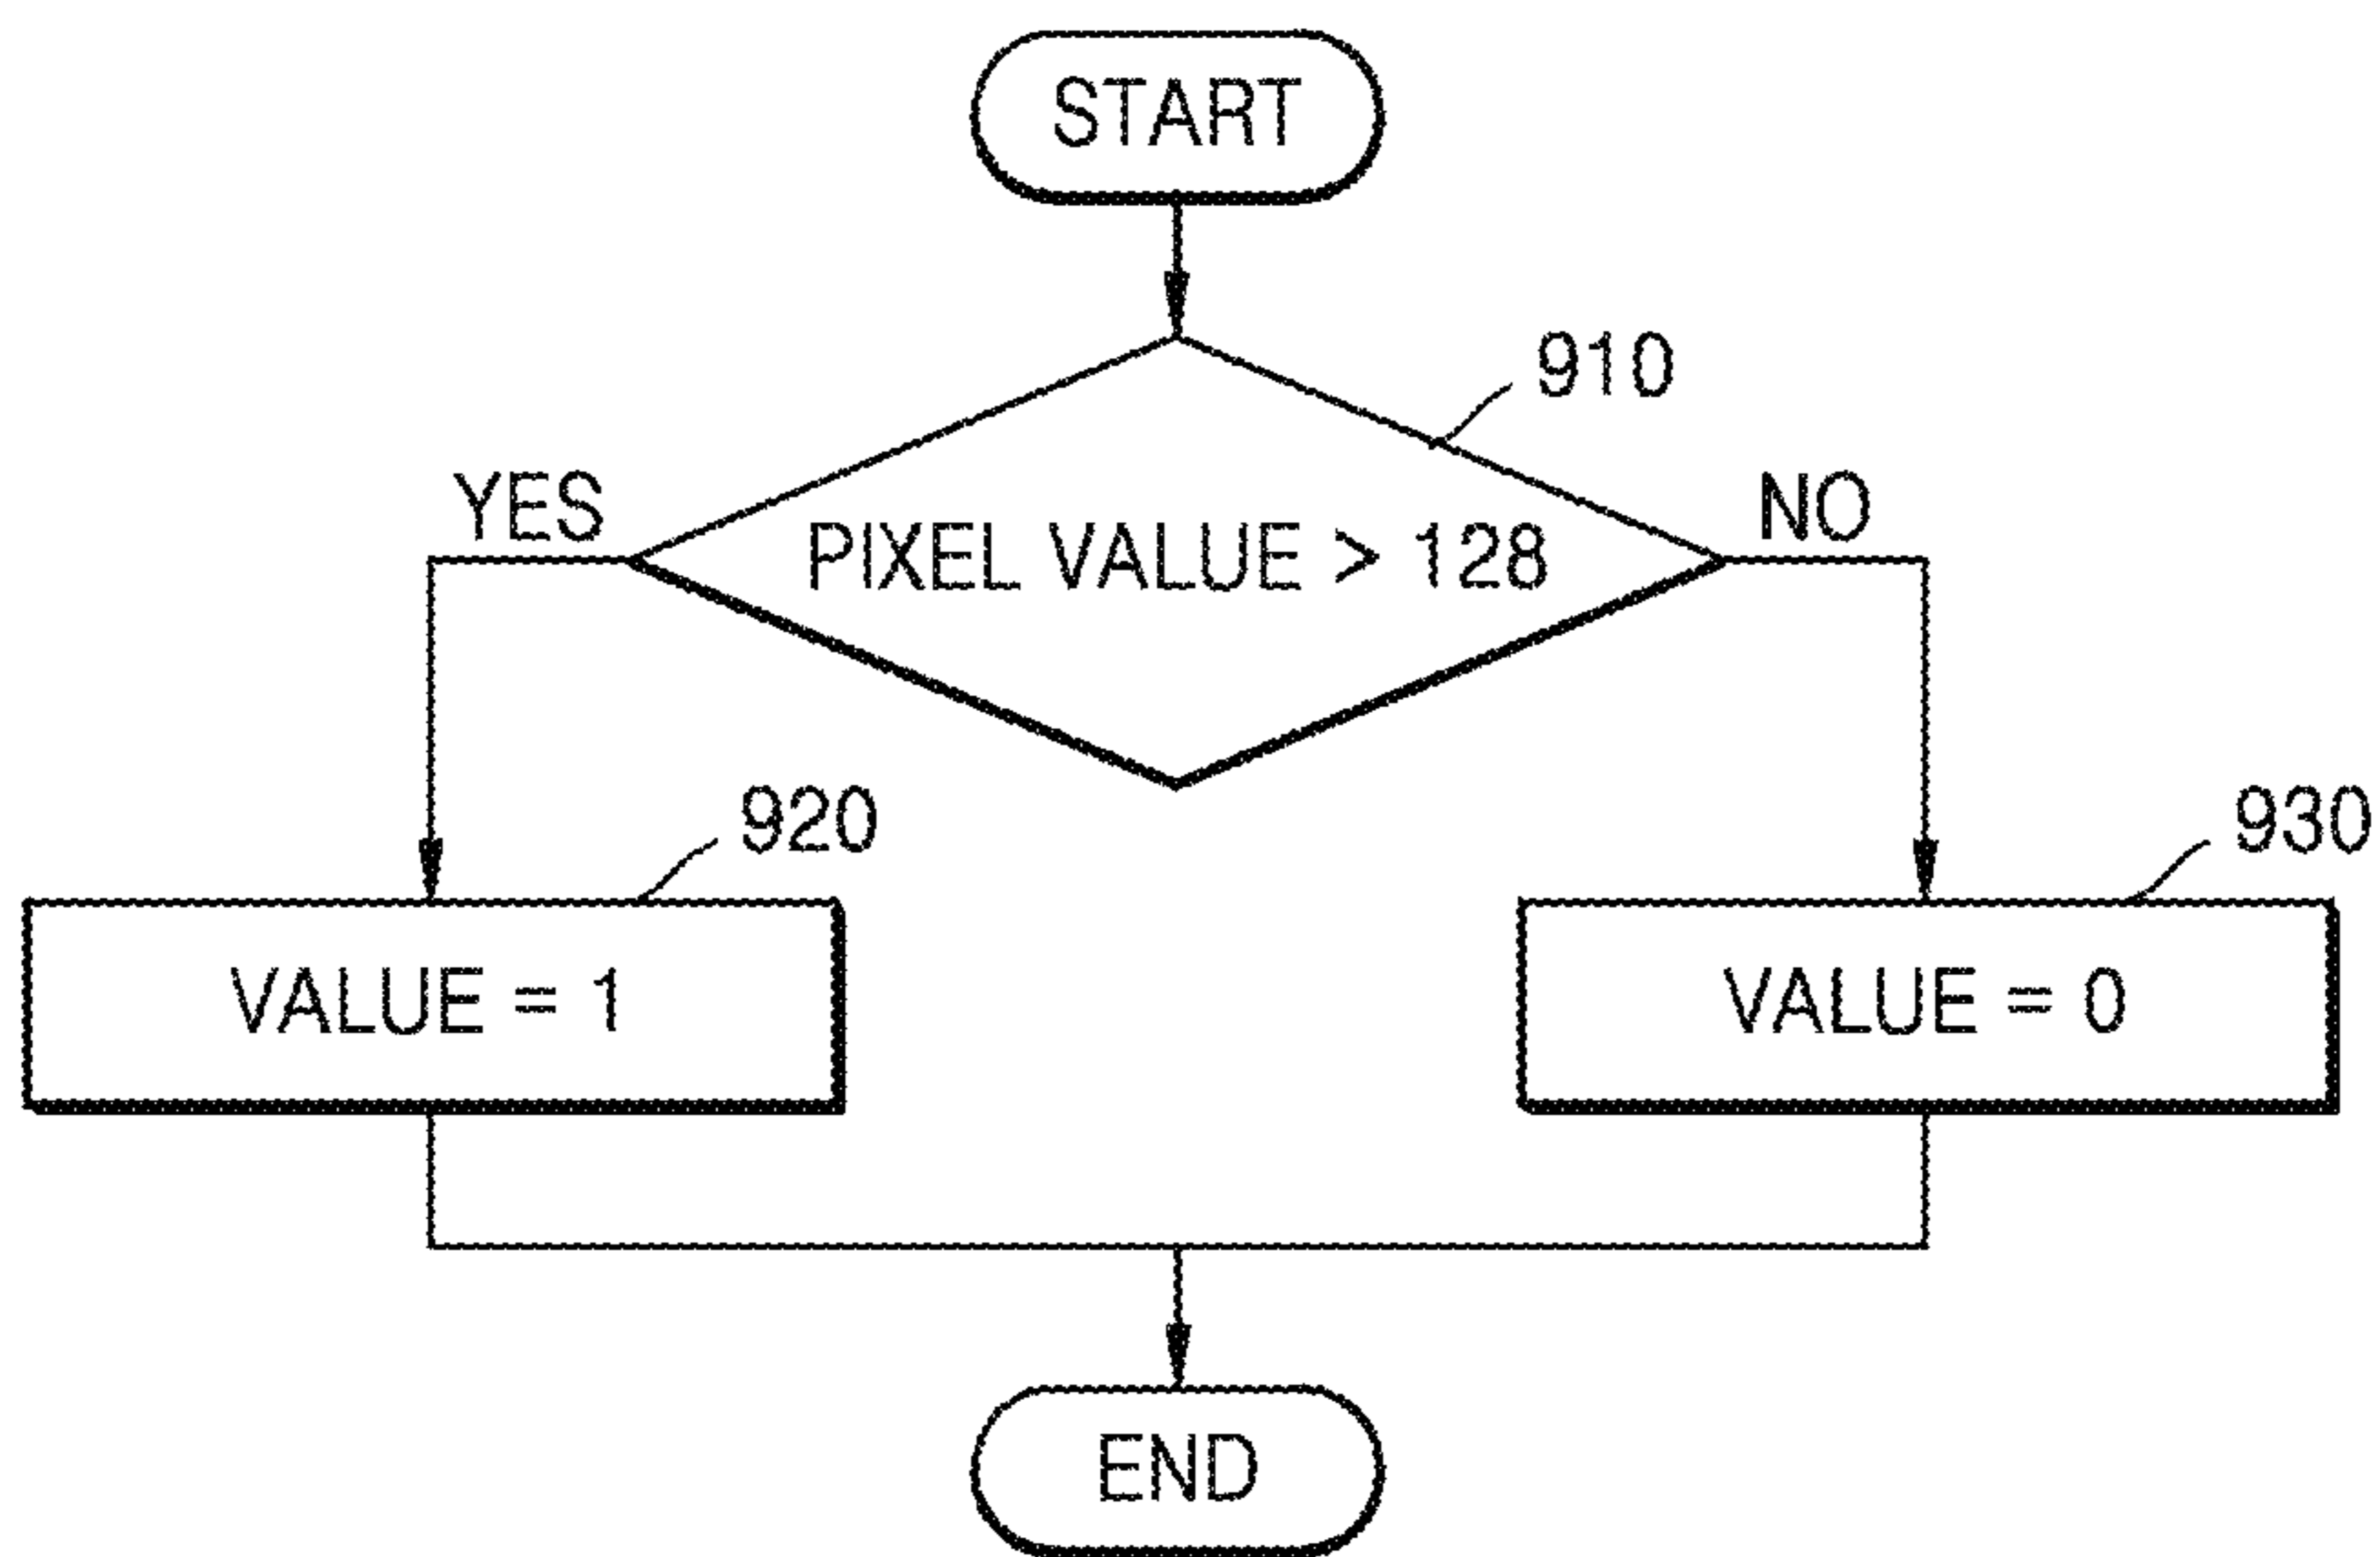 START
910
YES
NO
PIXEL VALUE > 128
920
930
VALUE = 1
VALUE = 0
END